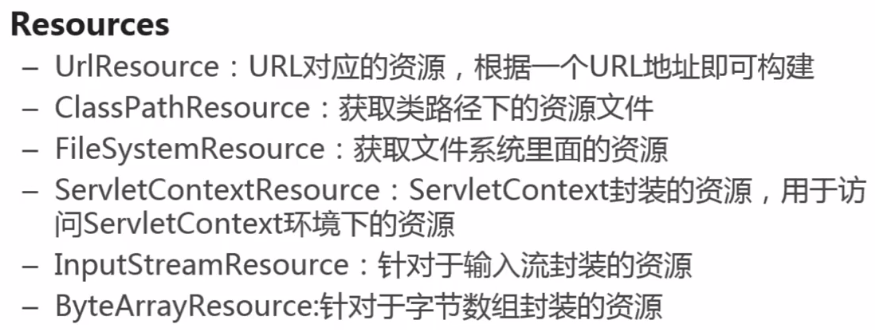 Resources
– UrlResource：URL对应的资源，根据一个URL地址即可构建
– ClassPathResource：获取类路径下的资源文件
– FileSystemResource：获取文件系统里面的资源
– ServletContextResource：ServletContext封装的资源，用于访
问ServletContext环境下的资源
– InputStreamResource：针对于输入流封装的资源
– ByteArrayResource:针对于字节数组封装的资源